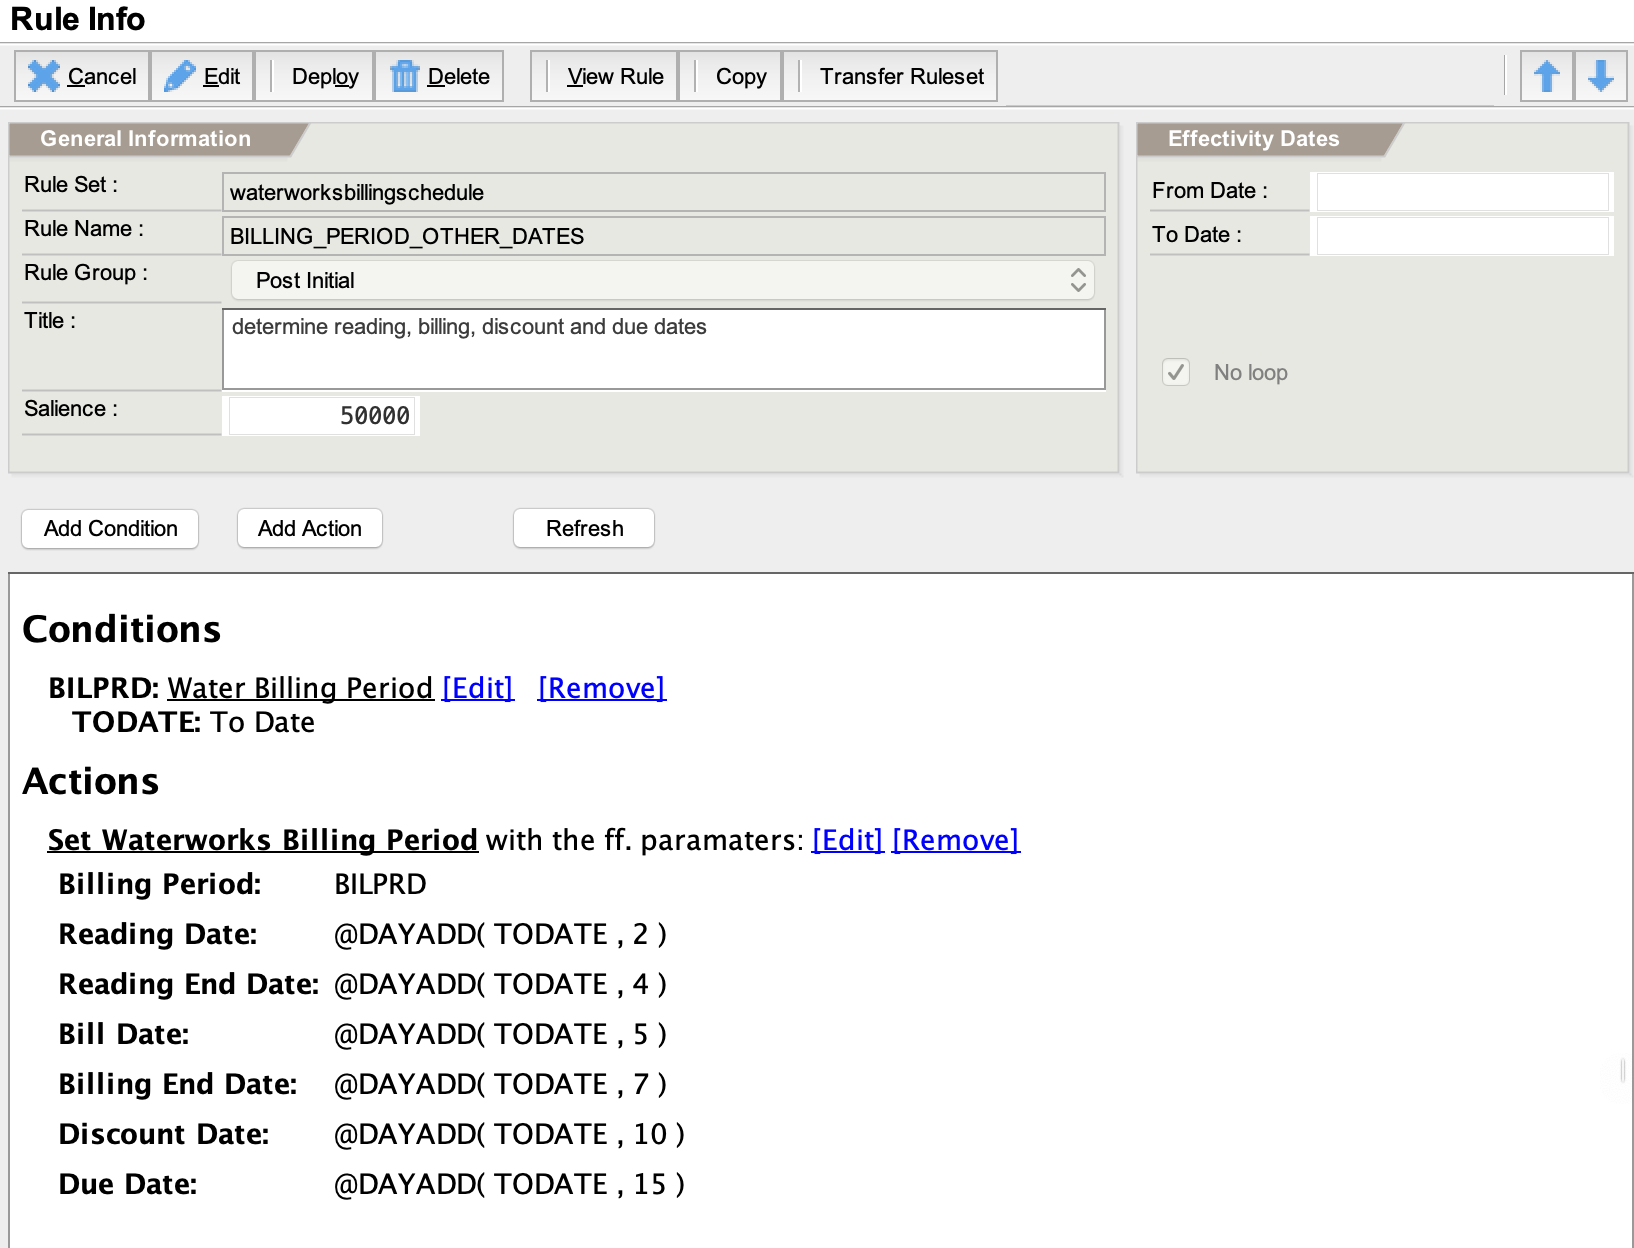 Rule Info
Cancel Edit Deploy Delete View Rule Copy Transfer Ruleset
General Information
Rule Set : waterworksbillingschedule
Rule Name : BILLING_PERIOD_OTHER_DATES
Rule Group : Post Initial
Title : determine reading, billing, discount and due dates
Salience : 50000
Effectivity Dates
From Date :
To Date :
No loop
Add Condition Add Action Refresh
Conditions
BILPRD: Water Billing Period [Edit] [Remove]
TODATE: To Date
Actions
Set Waterworks Billing Period with the ff. paramaters: [Edit] [Remove]
Billing Period: BILPRD
Reading Date: @DAYADD( TODATE , 2 )
Reading End Date: @DAYADD( TODATE , 4 )
Bill Date: @DAYADD( TODATE , 5 )
Billing End Date: @DAYADD( TODATE , 7 )
Discount Date: @DAYADD( TODATE , 10 )
Due Date: @DAYADD( TODATE , 15 )